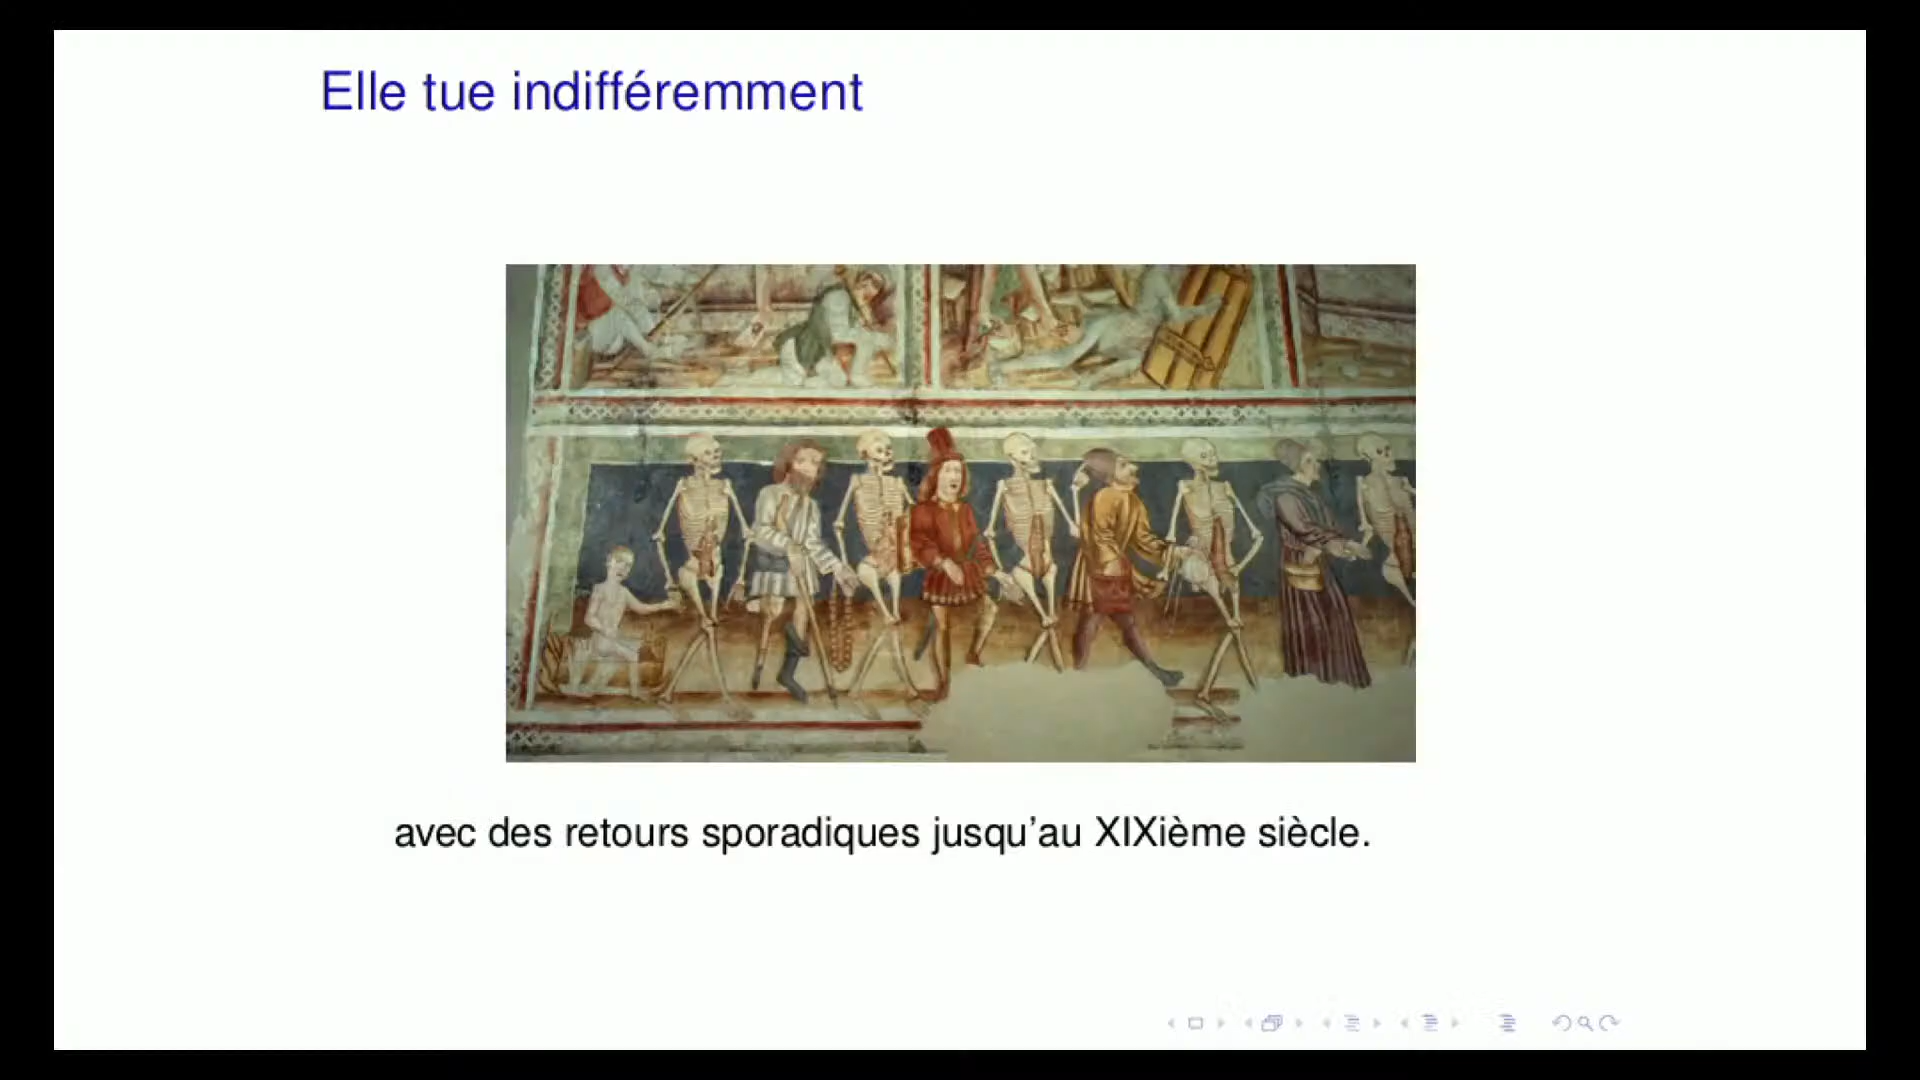 Elle tue indifféremment
avec des retours sporadiques jusqu'au XIXième siècle.